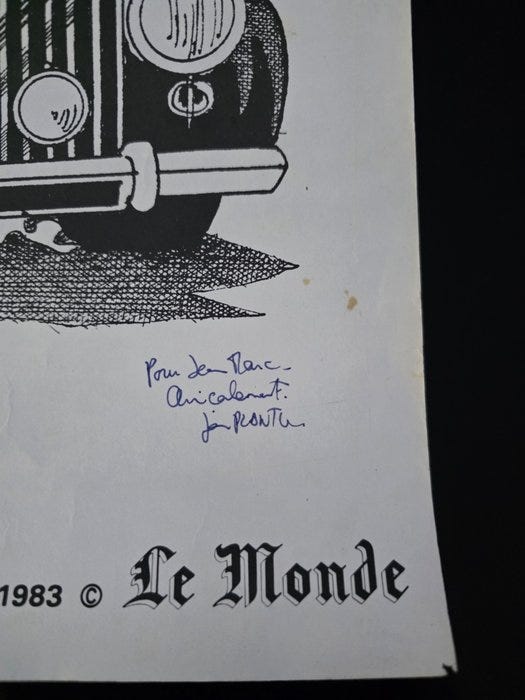 Pour Jean Marc -
Amicalement.
PLANTU
1983 © Le Monde